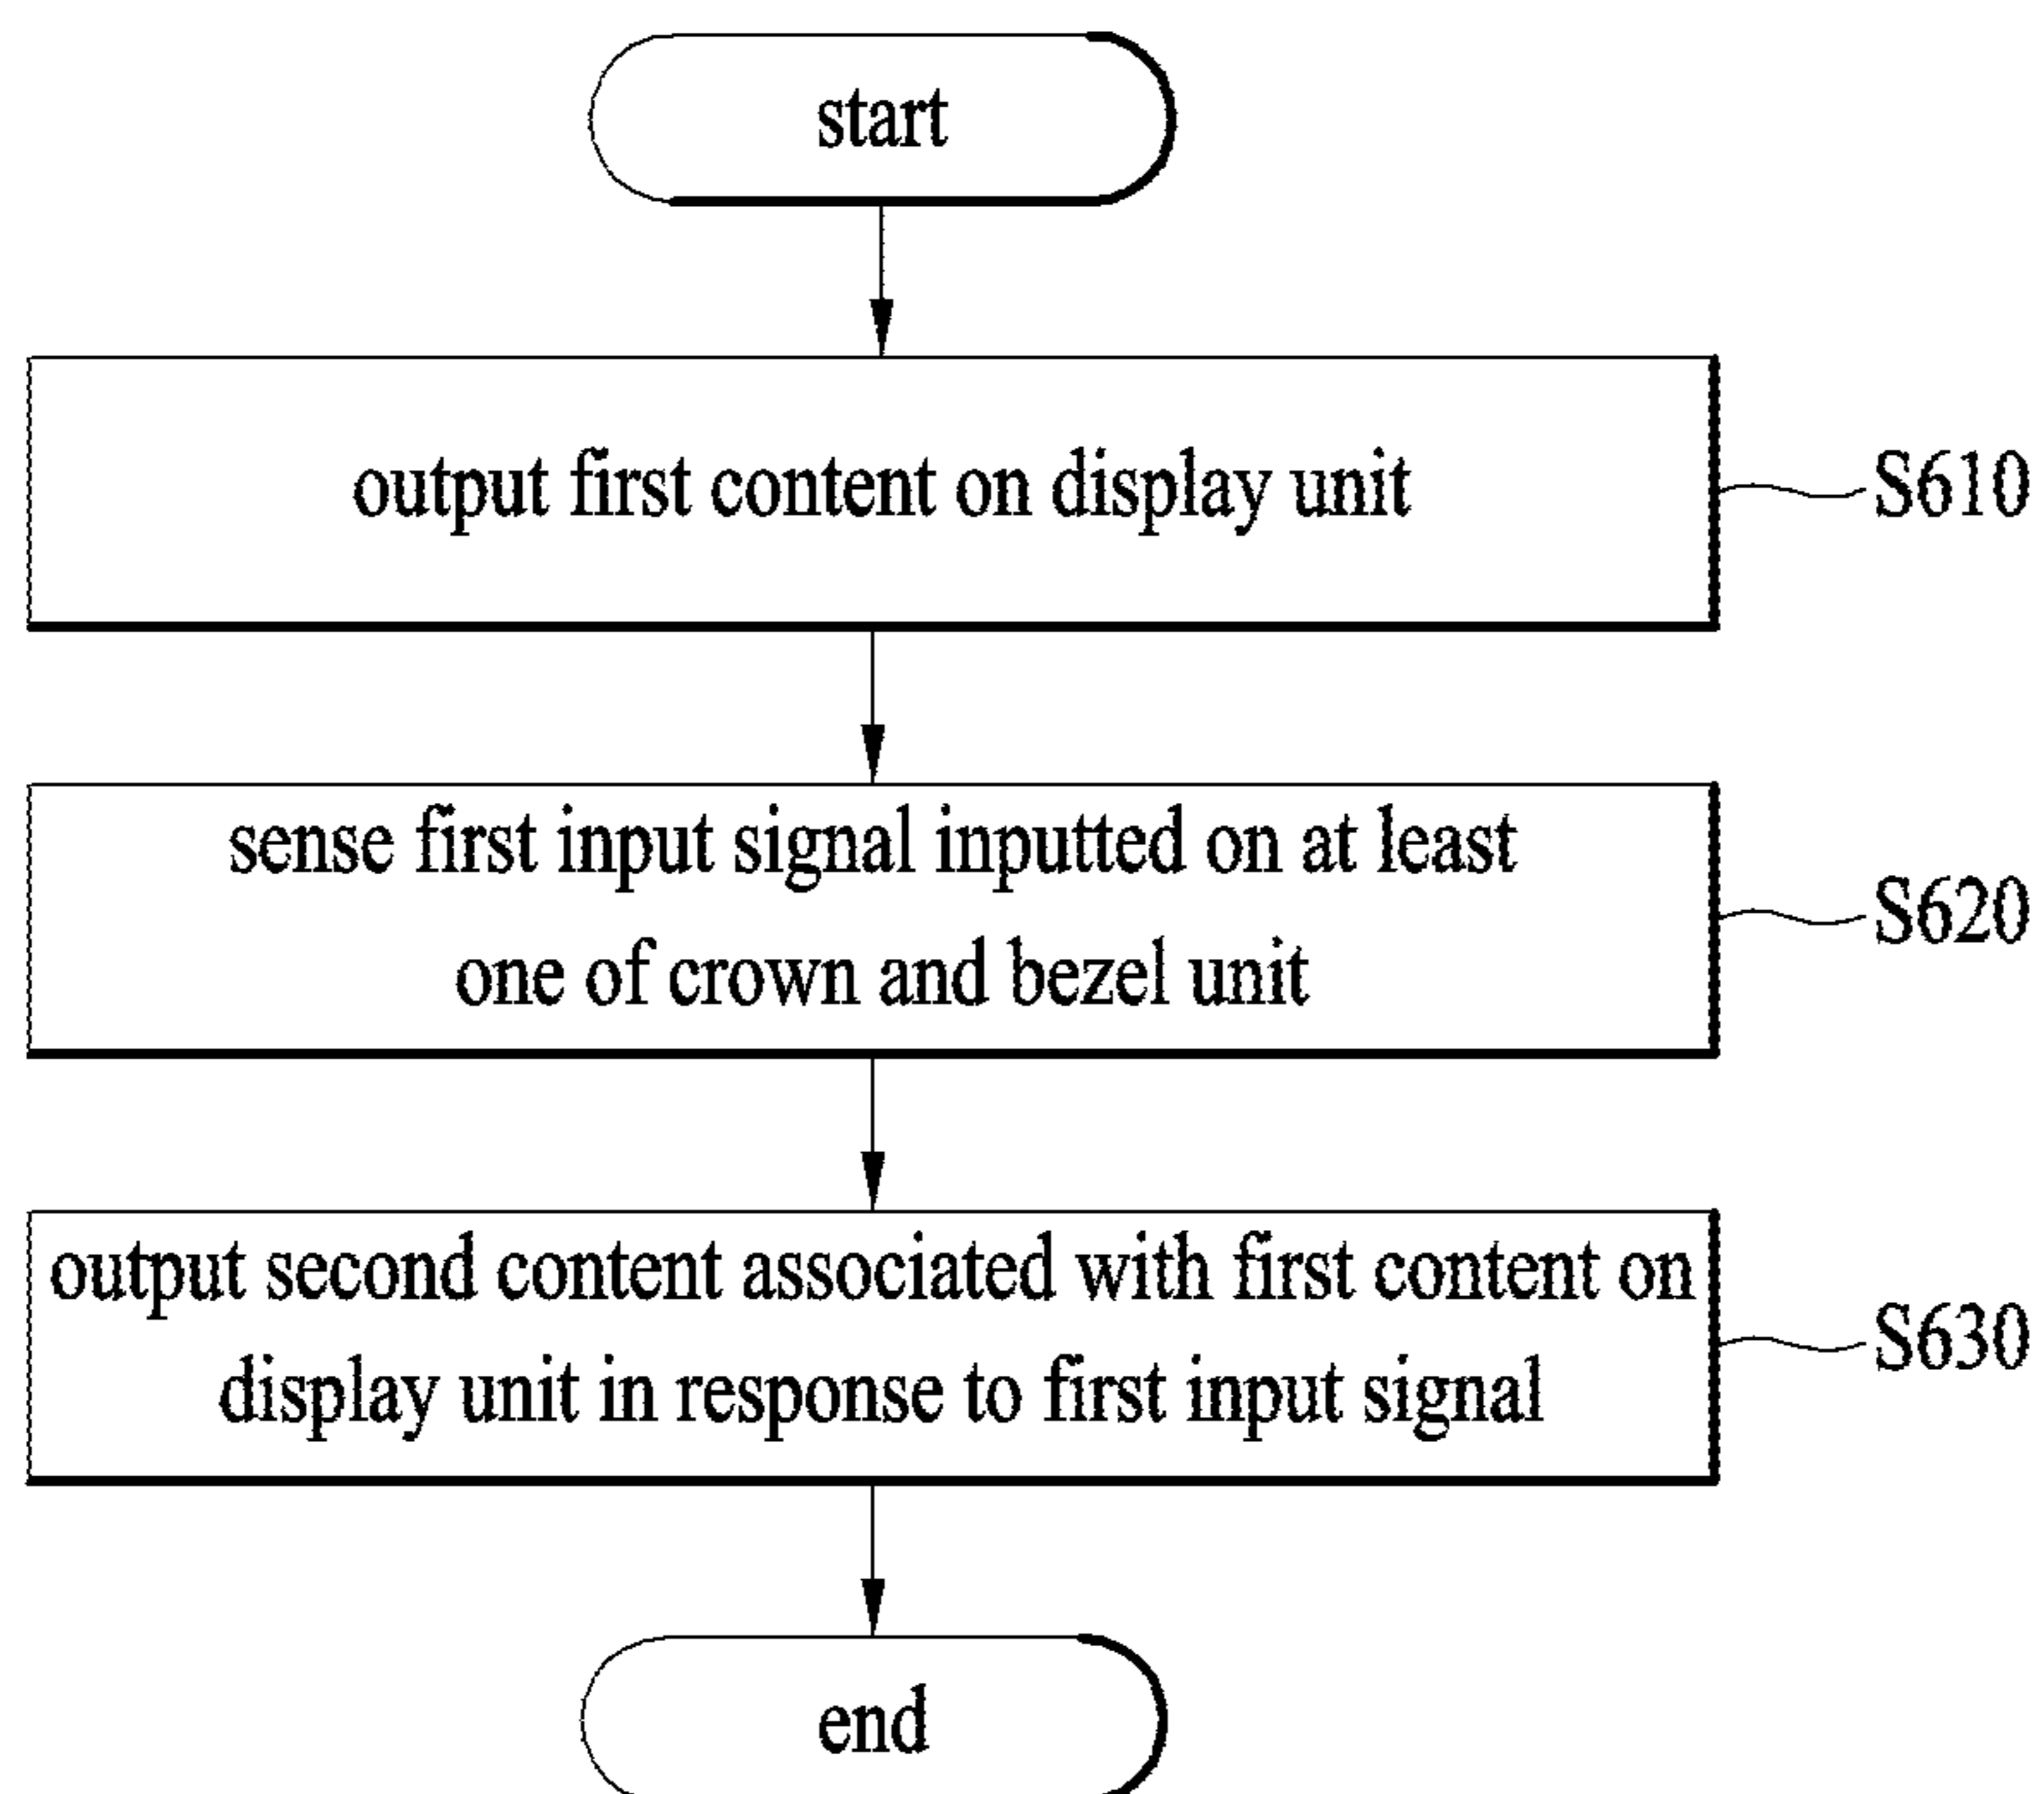 start
output first content on display unit
S610
sense first input signal inputted on at least
one of crown and bezel unit
S620
output second content associated with first content on
display unit in response to first input signal
S630
end